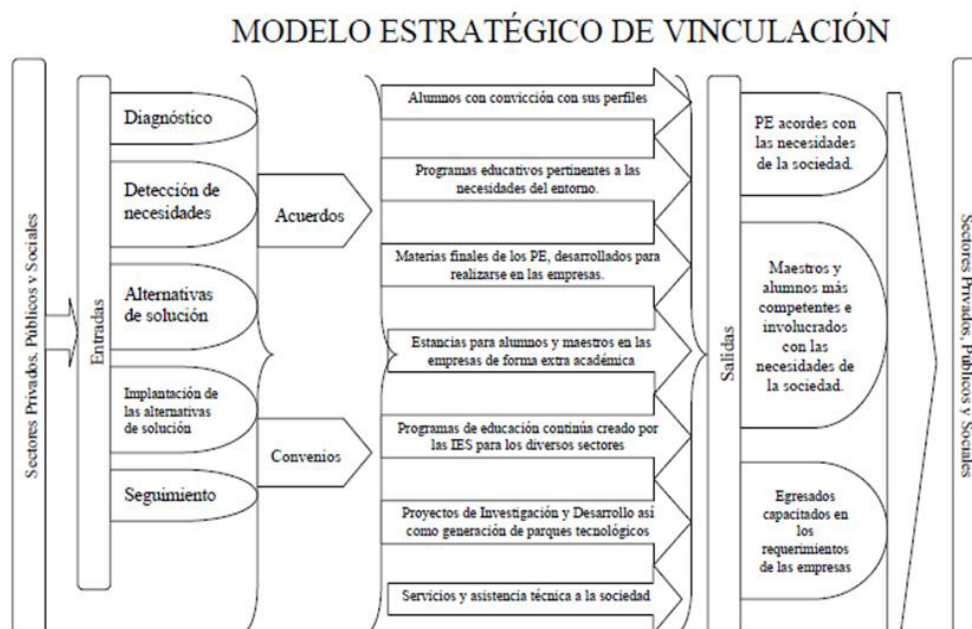 MODELO ESTRATÉGICO DE VINCULACIÓN
Sectores Privados, Públicos y Sociales
Entradas
Diagnóstico
Detección de
necesidades
Alternativas
de solución
Implantación de
las alternativas
de solución
Seguimiento
Acuerdos
Convenios
Alumnos con convicción con sus perfiles
Programas educativos pertinentes a las
necesidades del entorno.
Materias finales de los PE, desarrollados para
realizarse en las empresas.
Estancias para alumnos y maestros en las
empresas de forma extra académica
Programas de educación continúa creado por
las IES para los diversos sectores
Proyectos de Investigación y Desarrollo así
como generación de parques tecnológicos
Servicios y asistencia técnica a la sociedad
Salidas
PE acordes con
las necesidades
de la sociedad.
Maestros y
alumnos más
competentes e
involucrados
con las
necesidades de
la sociedad.
Egresados
capacitados en
los
requerimientos
de las empresas
Sectores Privados, Públicos y Sociales